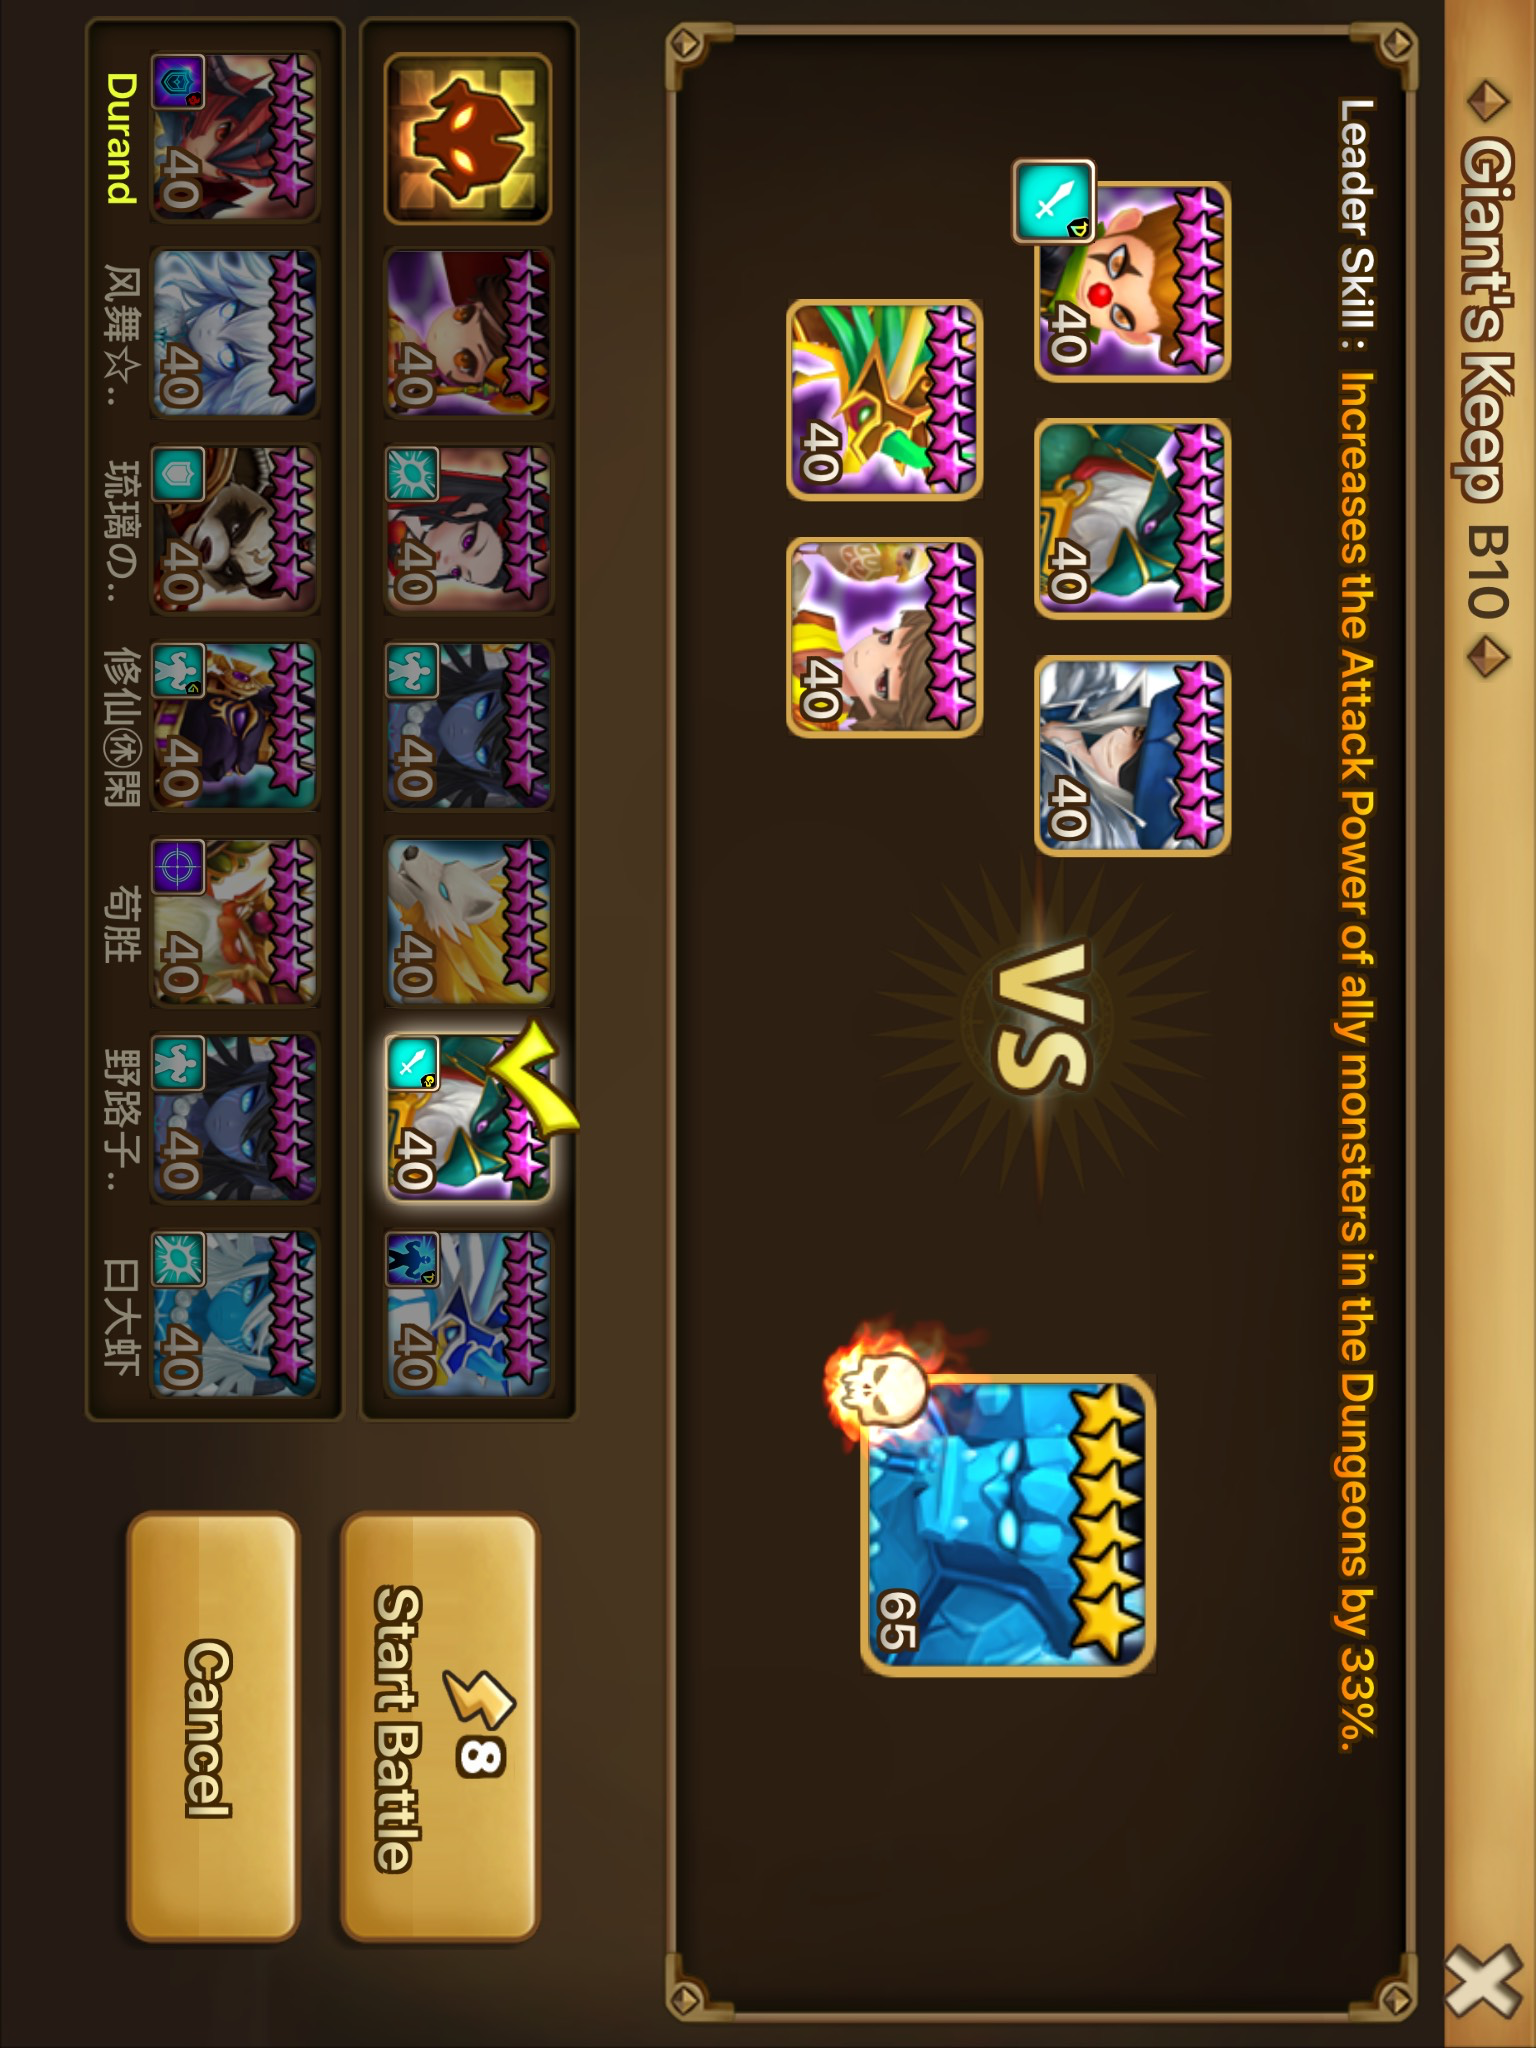 Giant's Keep B10
Leader Skill : Increases the Attack Power of ally monsters in the Dungeons by 33%.
40
40
40
40
40
VS
65
40
40
40
40
40
40
40
40
40
40
40
40
40
Durand
风舞☆..
琉璃の..
修仙㊡閑
苟胜
野路子..
日大虾
8
Start Battle
Cancel